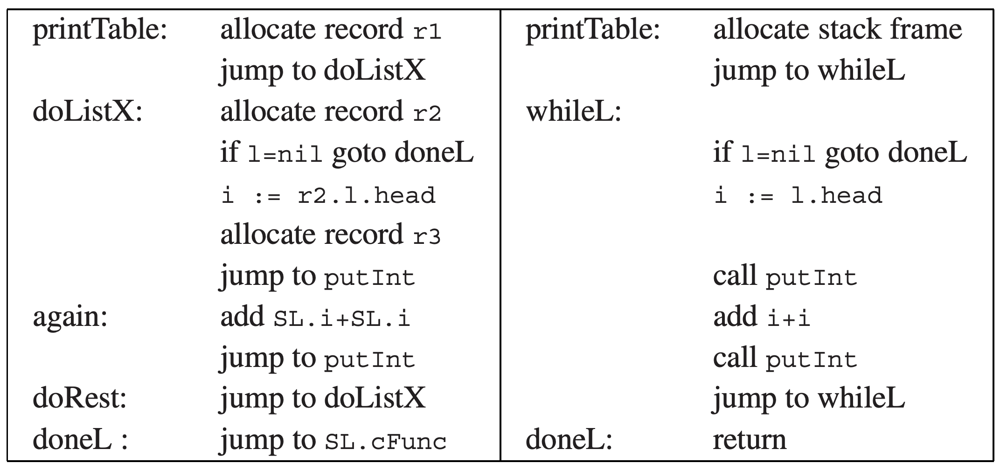 printTable: allocate record r1
jump to doListX
doListX: allocate record r2
if l=nil goto doneL
i := r2.l.head
allocate record r3
jump to putInt
again: add SL.i+SL.i
jump to putInt
doRest: jump to doListX
doneL : jump to SL.cFunc
printTable: allocate stack frame
jump to whileL
whileL:
if l=nil goto doneL
i := l.head
call putInt
add i+i
call putInt
jump to whileL
doneL: return